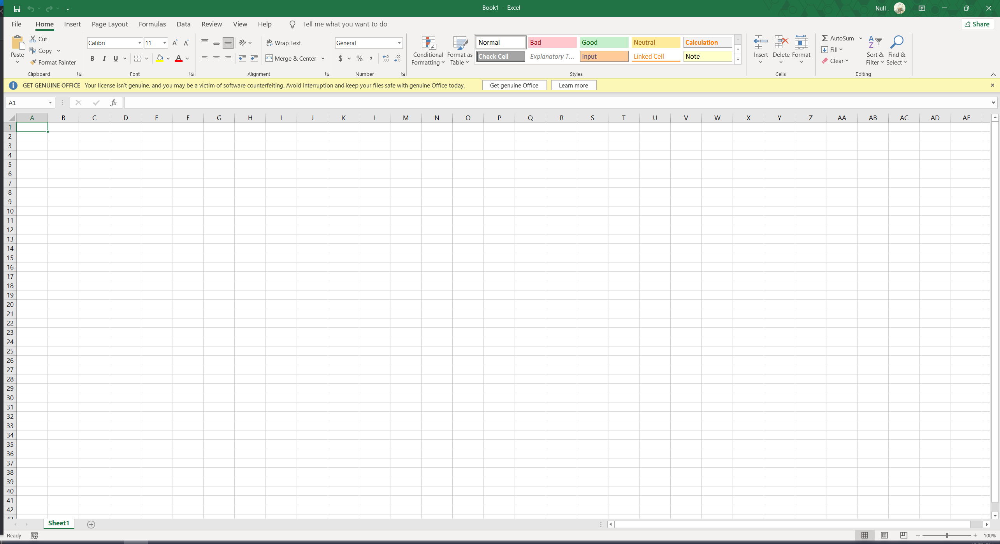 Book1 - Excel
Null .
File Home Insert Page Layout Formulas Data Review View Help Tell me what you want to do Share
Paste
Cut
Copy
Format Painter
Clipboard
Calibri 11
B I U A
Font
ab Wrap Text
Merge & Center
Alignment
General
$ % ,
Number
Conditional Formatting
Format as Table
Normal Bad Good Neutral Calculation
Check Cell Explanatory T... Input Linked Cell Note
Styles
Insert Delete Format
Cells
AutoSum
Fill
Clear
Sort & Filter
Find & Select
Editing
GET GENUINE OFFICE Your license isn't genuine, and you may be a victim of software counterfeiting. Avoid interruption and keep your files safe with genuine Office today. Get genuine Office Learn more
A1 fx
A B C D E F G H I J K L M N O P Q R S T U V W X Y Z AA AB AC AD AE
1
2
3
4
5
6
7
8
9
10
11
12
13
14
15
16
17
18
19
20
21
22
23
24
25
26
27
28
29
30
31
32
33
34
35
36
37
38
39
40
41
42
Sheet1
Ready 100%